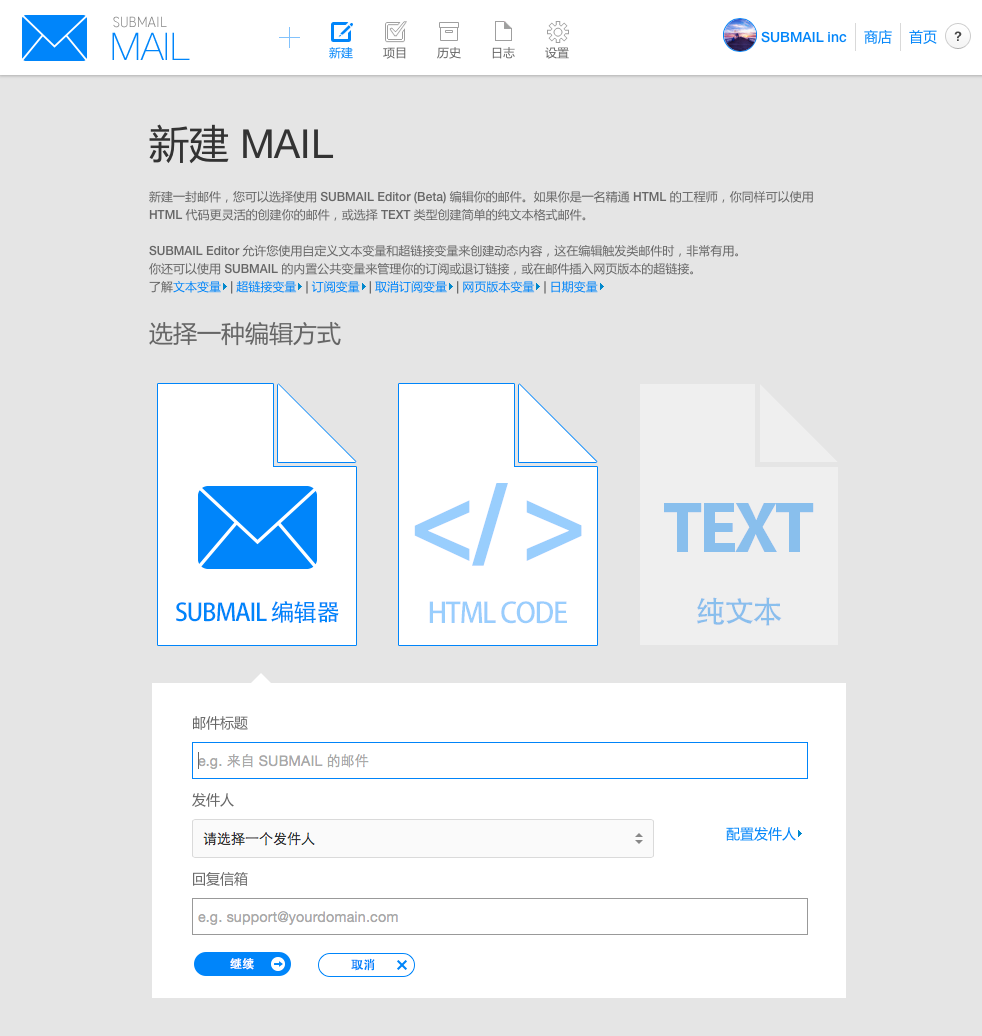 SUBMAIL
MAIL
新建
项目
历史
日志
设置
SUBMAIL inc
商店
首页
?
新建 MAIL
新建一封邮件，您可以选择使用 SUBMAIL Editor (Beta) 编辑你的邮件。如果你是一名精通 HTML 的工程师，你同样可以使用
HTML 代码更灵活的创建你的邮件，或选择 TEXT 类型创建简单的纯文本格式邮件。
SUBMAIL Editor 允许您使用自定义文本变量和超链接变量来创建动态内容，这在编辑触发类邮件时，非常有用。
你还可以使用 SUBMAIL 的内置公共变量来管理你的订阅或退订链接，或在邮件插入网页版本的超链接。
了解文本变量 | 超链接变量 | 订阅变量 | 取消订阅变量 | 网页版本变量 | 日期变量
选择一种编辑方式
SUBMAIL 编辑器
</>
HTML CODE
TEXT
纯文本
邮件标题
e.g. 来自 SUBMAIL 的邮件
发件人
请选择一个发件人
配置发件人
回复信箱
e.g. support@yourdomain.com
继续
取消